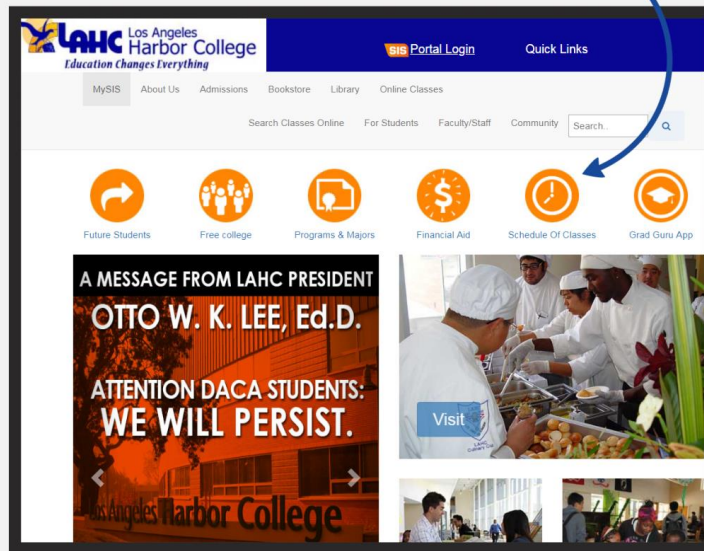 LAHC Los Angeles
Harbor College
Education Changes Everything
SIS Portal Login
Quick Links
MySIS About Us Admissions Bookstore Library Online Classes
Search Classes Online For Students Faculty/Staff Community Search..
Future Students
Free college
Programs & Majors
Financial Aid
Schedule Of Classes
Grad Guru App
A MESSAGE FROM LAHC PRESIDENT
OTTO W. K. LEE, Ed.D.
ATTENTION DACA STUDENTS:
WE WILL PERSIST.
Los Angeles Harbor College
Visit
LAHC